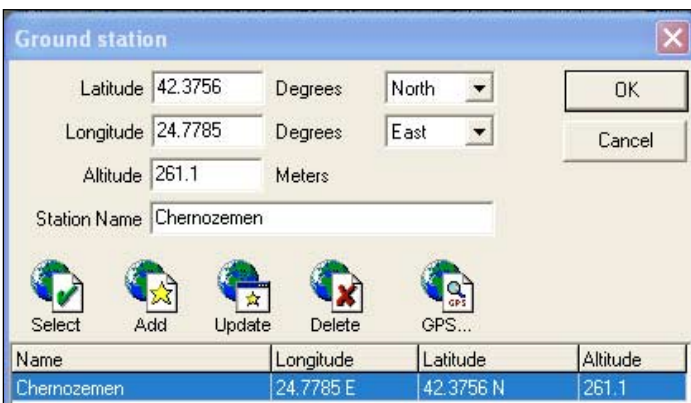 Ground station
Latitude 42.3756 Degrees North OK
Longitude 24.7785 Degrees East Cancel
Altitude 261.1 Meters
Station Name Chernozemen
GPS
Select Add Update Delete GPS...
Name Longitude Latitude Altitude
Chernozemen 24.7785 E 42.3756 N 261.1